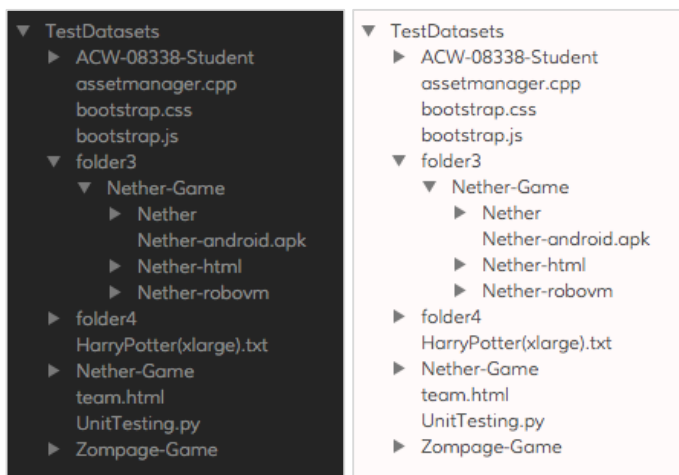 TestDatasets
ACW-08338-Student
assetmanager.cpp
bootstrap.css
bootstrap.js
folder3
Nether-Game
Nether
Nether-android.apk
Nether-html
Nether-robovm
folder4
HarryPotter(xlarge).txt
Nether-Game
team.html
UnitTesting.py
Zompage-Game
TestDatasets
ACW-08338-Student
assetmanager.cpp
bootstrap.css
bootstrap.js
folder3
Nether-Game
Nether
Nether-android.apk
Nether-html
Nether-robovm
folder4
HarryPotter(xlarge).txt
Nether-Game
team.html
UnitTesting.py
Zompage-Game